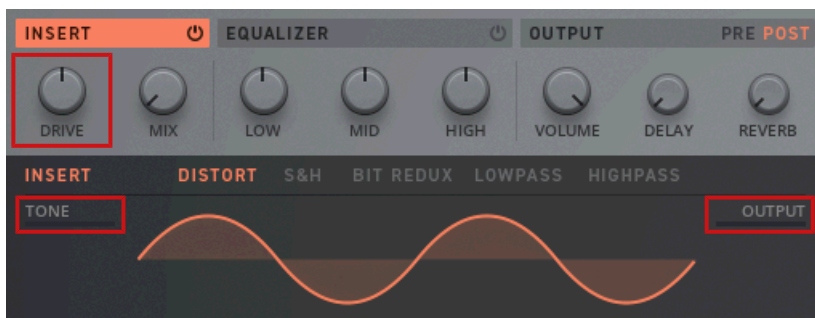 INSERT EQUALIZER OUTPUT PRE POST
DRIVE MIX LOW MID HIGH VOLUME DELAY REVERB
INSERT DISTORT S&H BIT REDUX LOWPASS HIGHPASS
TONE OUTPUT